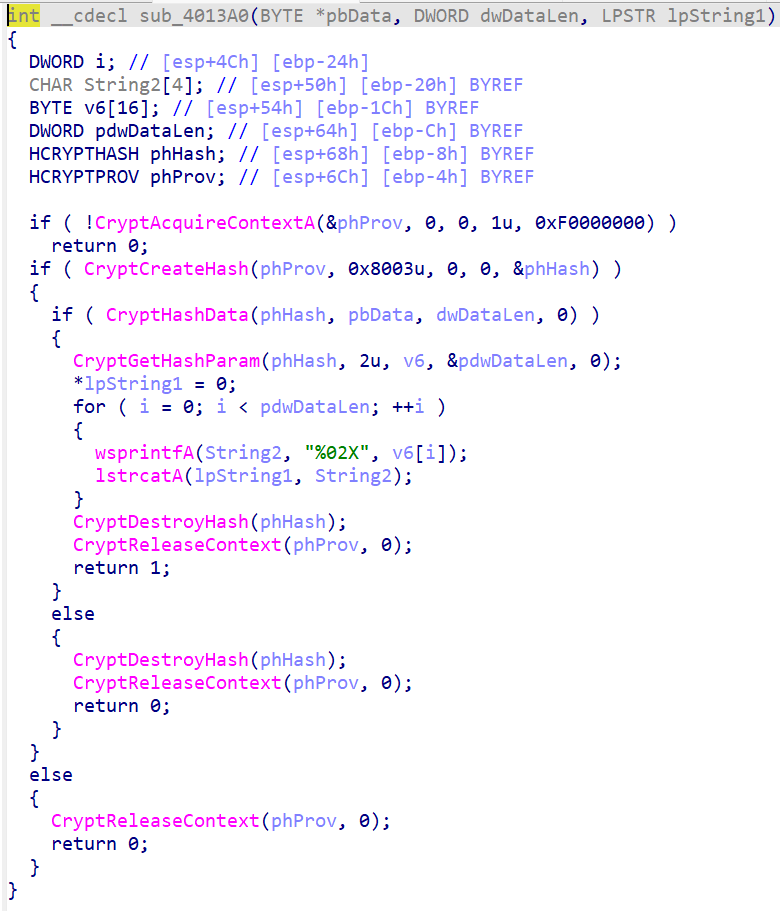 int __cdecl sub_4013A0(BYTE *pbData, DWORD dwDataLen, LPSTR lpString1)
{
  DWORD i; // [esp+4Ch] [ebp-24h]
  CHAR String2[4]; // [esp+50h] [ebp-20h] BYREF
  BYTE v6[16]; // [esp+54h] [ebp-1Ch] BYREF
  DWORD pdwDataLen; // [esp+64h] [ebp-Ch] BYREF
  HCRYPTHASH phHash; // [esp+68h] [ebp-8h] BYREF
  HCRYPTPROV phProv; // [esp+6Ch] [ebp-4h] BYREF

  if ( !CryptAcquireContextA(&phProv, 0, 0, 1u, 0xF0000000) )
    return 0;
  if ( CryptCreateHash(phProv, 0x8003u, 0, 0, &phHash) )
  {
    if ( CryptHashData(phHash, pbData, dwDataLen, 0) )
    {
      CryptGetHashParam(phHash, 2u, v6, &pdwDataLen, 0);
      *lpString1 = 0;
      for ( i = 0; i < pdwDataLen; ++i )
      {
        wsprintfA(String2, "%02X", v6[i]);
        lstrcatA(lpString1, String2);
      }
      CryptDestroyHash(phHash);
      CryptReleaseContext(phProv, 0);
      return 1;
    }
    else
    {
      CryptDestroyHash(phHash);
      CryptReleaseContext(phProv, 0);
      return 0;
    }
  }
  else
  {
    CryptReleaseContext(phProv, 0);
    return 0;
  }
}